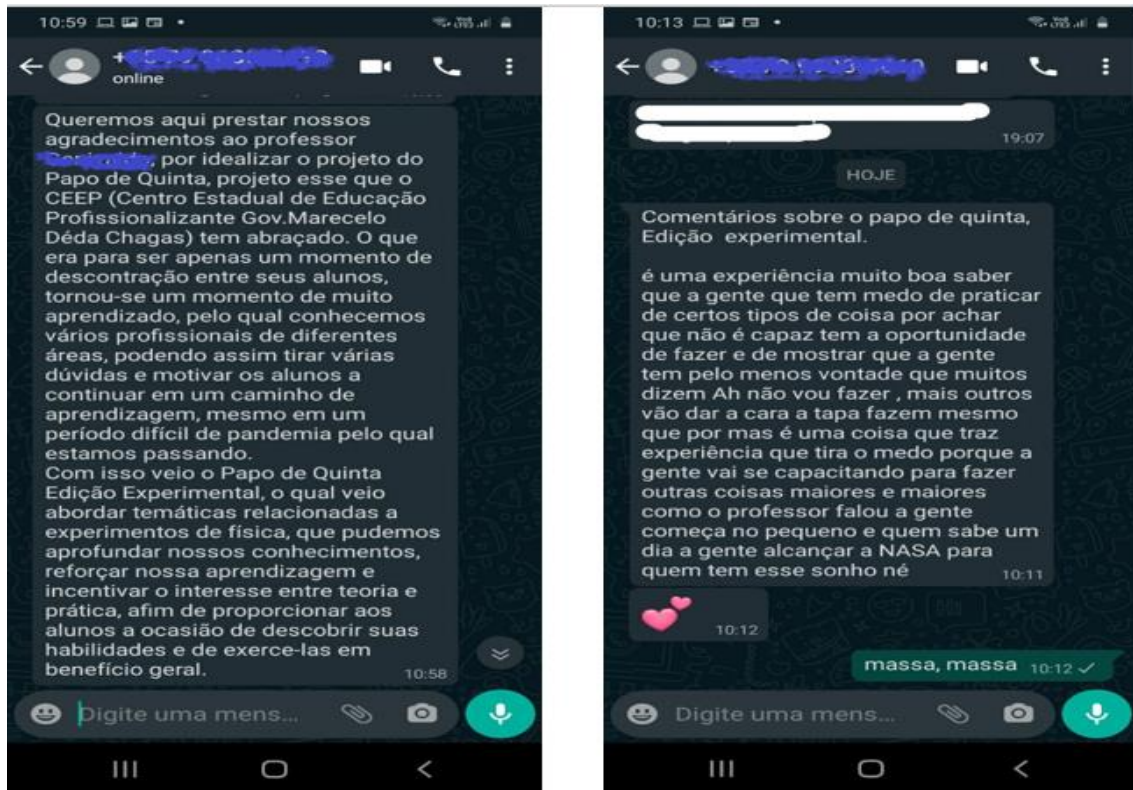 10:59
online
Queremos aqui prestar nossos
agradecimentos ao professor
, por idealizar o projeto do
Papo de Quinta, projeto esse que o
CEEP (Centro Estadual de Educação
Profissionalizante Gov.Marecelo
Déda Chagas) tem abraçado. O que
era para ser apenas um momento de
descontração entre seus alunos,
tornou-se um momento de muito
aprendizado, pelo qual conhecemos
vários profissionais de diferentes
áreas, podendo assim tirar várias
dúvidas e motivar os alunos a
continuar em um caminho de
aprendizagem, mesmo em um
período difícil de pandemia pelo qual
estamos passando.
Com isso veio o Papo de Quinta
Edição Experimental, o qual veio
abordar temáticas relacionadas a
experimentos de física, que pudemos
aprofundar nossos conhecimentos,
reforçar nossa aprendizagem e
incentivar o interesse entre teoria e
prática, afim de proporcionar aos
alunos a ocasião de descobrir suas
habilidades e de exerce-las em
benefício geral.
10:58
Digite uma mens...
10:13
19:07
HOJE
Comentários sobre o papo de quinta,
Edição experimental.
é uma experiência muito boa saber
que a gente que tem medo de praticar
de certos tipos de coisa por achar
que não é capaz tem a oportunidade
de fazer e de mostrar que a gente
tem pelo menos vontade que muitos
dizem Ah não vou fazer , mais outros
vão dar a cara a tapa fazem mesmo
que por mas é uma coisa que traz
experiência que tira o medo porque a
gente vai se capacitando para fazer
outras coisas maiores e maiores
como o professor falou a gente
começa no pequeno e quem sabe um
dia a gente alcançar a NASA para
quem tem esse sonho né
10:11
10:12
massa, massa 10:12
Digite uma mens...